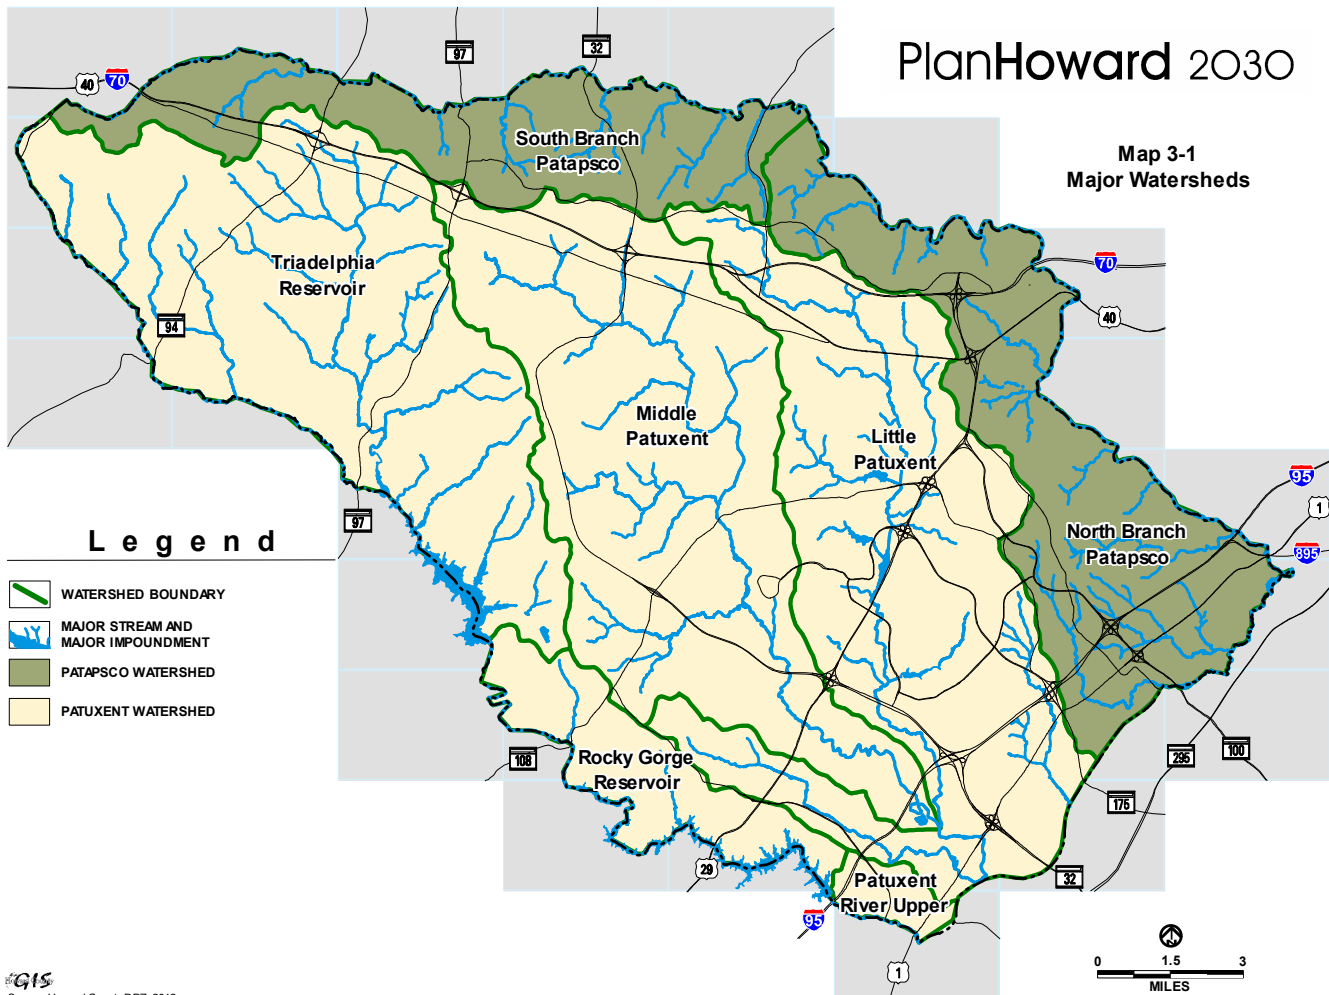 PlanHoward 2030
Map 3-1
Major Watersheds
40
70
97
32
South Branch
Patapsco
Triadelphia
Reservoir
94
70
40
Middle
Patuxent
Little
Patuxent
95
1
97
North Branch
Patapsco
895
Legend
WATERSHED BOUNDARY
MAJOR STREAM AND
MAJOR IMPOUNDMENT
PATAPSCO WATERSHED
PATUXENT WATERSHED
108
Rocky Gorge
Reservoir
295
100
175
29
32
Patuxent
River Upper
95
1
0 1.5 3
MILES
GIS